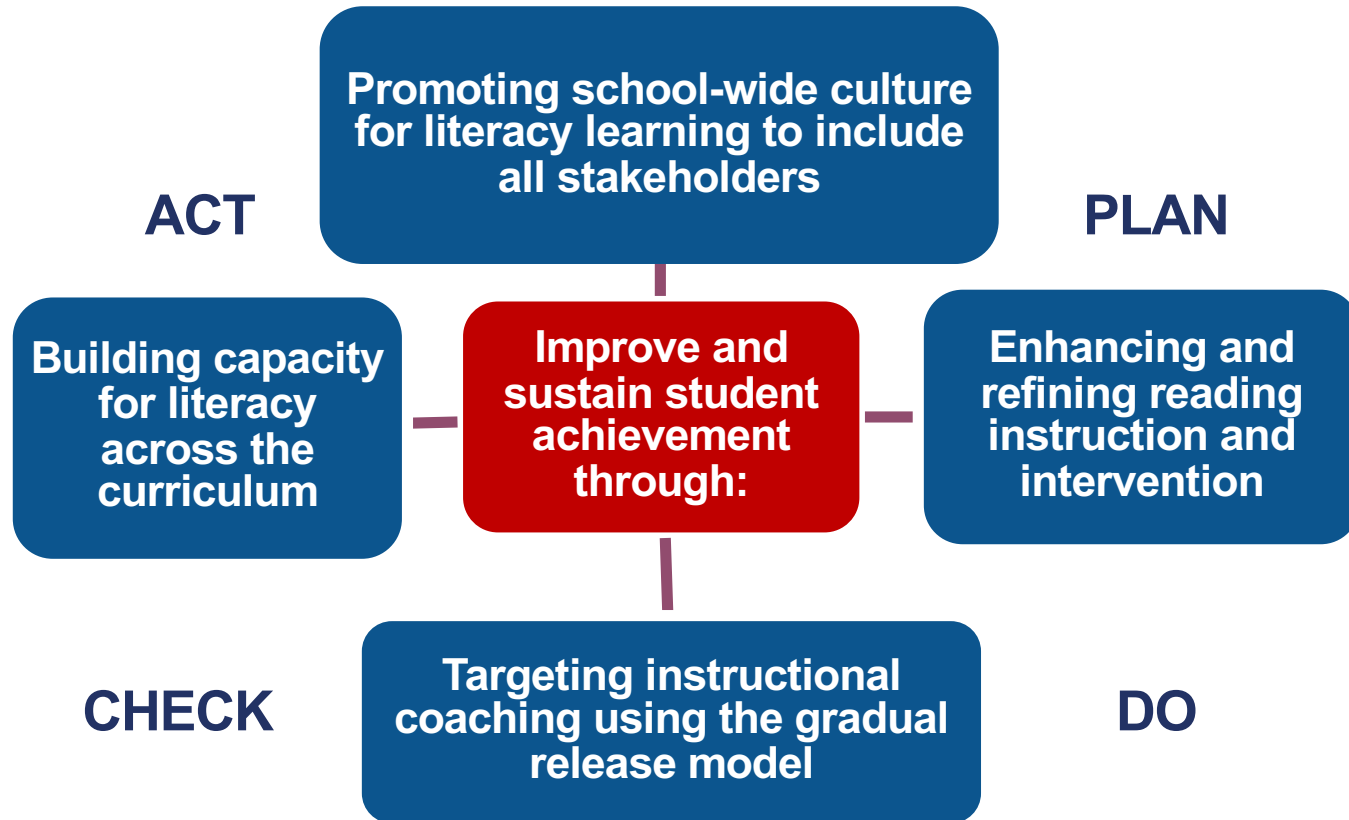 Promoting school-wide culture
for literacy learning to include
all stakeholders
ACT
PLAN
Building capacity
for literacy
across the
curriculum
Improve and
sustain student
achievement
through:
Enhancing and
refining reading
instruction and
intervention
CHECK
Targeting instructional
coaching using the gradual
release model
DO